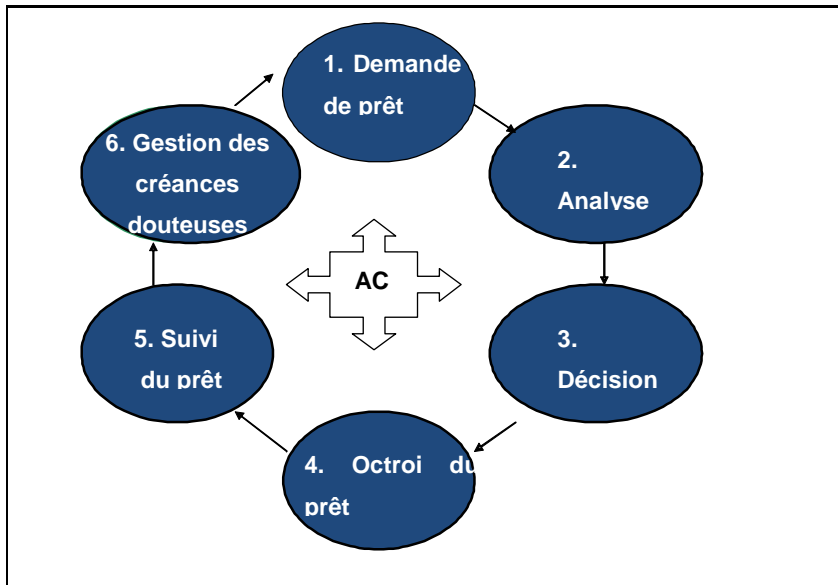 1. Demande
de prêt
2.
Analyse
3.
Décision
4. Octroi du
prêt
5. Suivi
du prêt
6. Gestion des
créances
douteuses
AC